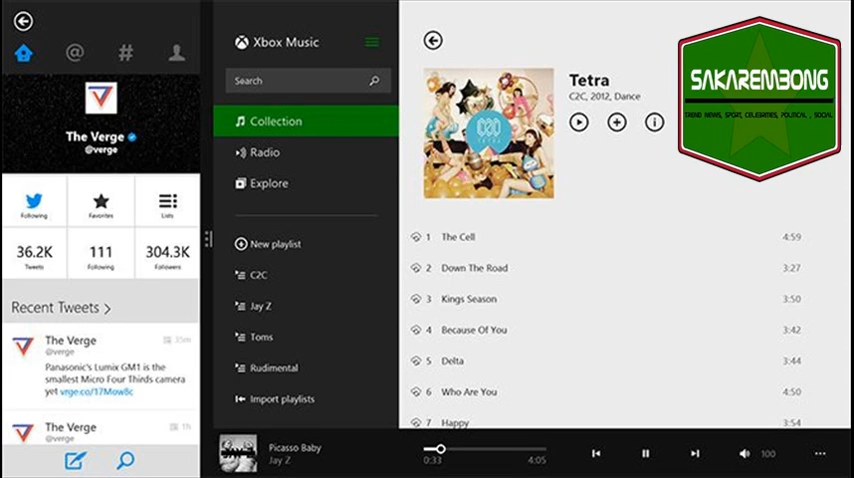 The Verge
@verge
Following
Favorites
Lists
36.2K
Tweets
111
Following
304.3K
Followers
Recent Tweets
The Verge
35m
@verge
Panasonic's Lumix GM1 is the
smallest Micro Four Thirds camera
yet vrge.co/17Mow8c
The Verge
1h
@verge
Xbox Music
Search
Collection
Radio
Explore
New playlist
C2C
Jay Z
Toms
Rudimental
Import playlists
Tetra
C2C, 2012, Dance
C2C
TETRA
1 The Cell 4:59
2 Down The Road 3:27
3 Kings Season 3:50
4 Because Of You 3:42
5 Delta 3:44
6 Who Are You 4:50
7 Happy 3:54
Picasso Baby
Jay Z
0:33
4:05
100
SAKAREMBONG
TREND NEWS, SPORT, CELEBRITIES, POLITICAL , SOCIAL